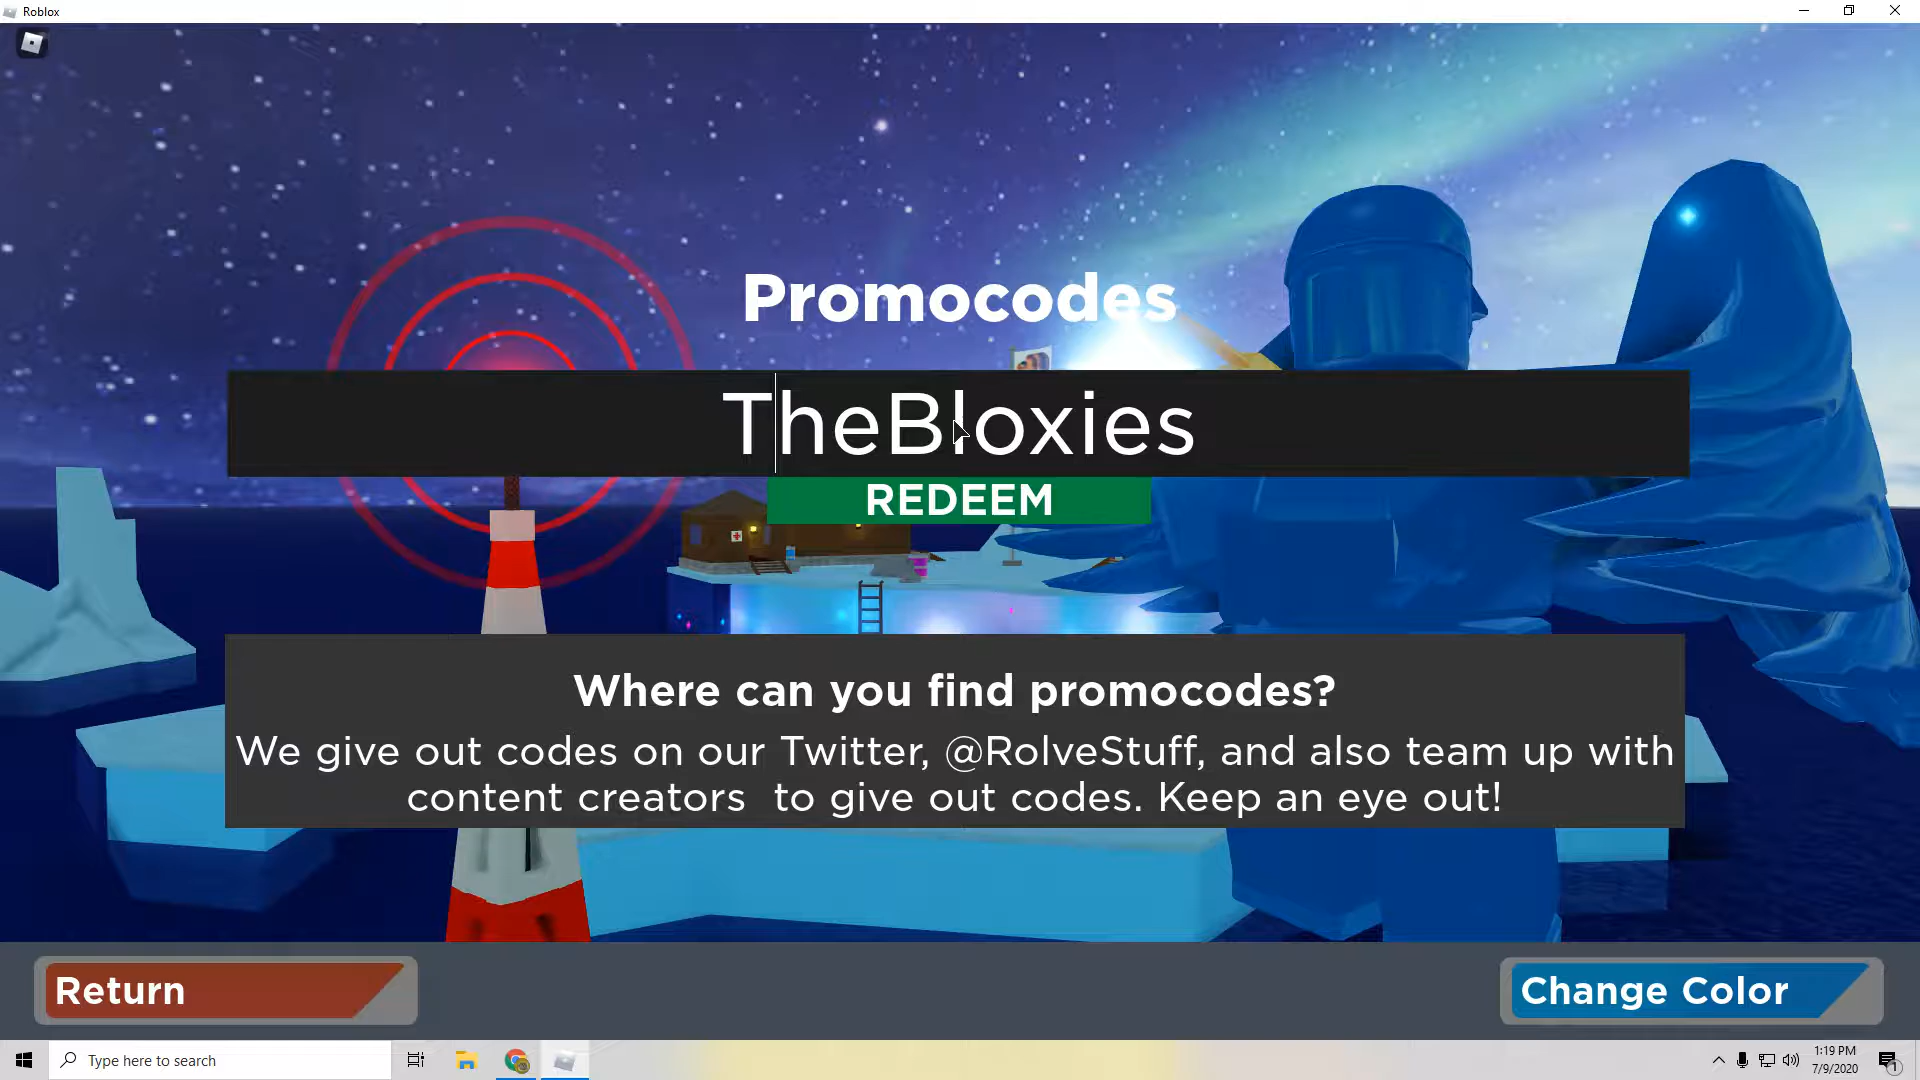 Roblox
Promocodes
TheBloxies
REDEEM
Where can you find promocodes?
We give out codes on our Twitter, @RolveStuff, and also team up with
content creators  to give out codes. Keep an eye out!
Return
Change Color
Type here to search
1:19 PM
7/9/2020
1